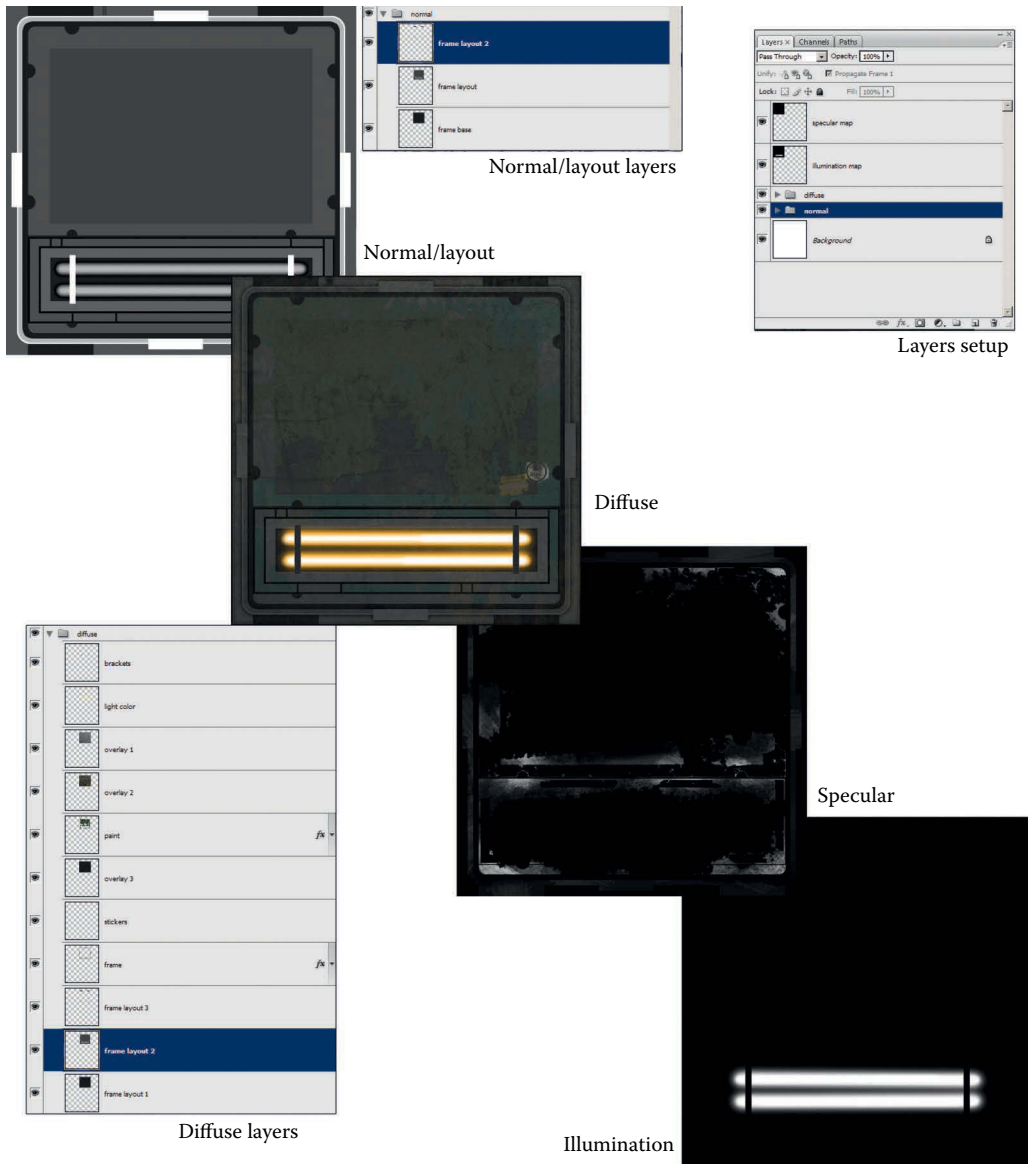 normal
frame layout 2
frame layout
frame base
Normal/layout layers
Normal/layout
Layers × Channels Paths
Pass Through Opacity: 100%
Unify: Propagate Frame 1
Lock: Fill: 100%
specular map
illumination map
diffuse
normal
Background
fx.
Layers setup
Diffuse
diffuse
brackets
light color
overlay 1
overlay 2
paint fx
overlay 3
stickers
frame fx
frame layout 3
frame layout 2
frame layout 1
Diffuse layers
Specular
Illumination